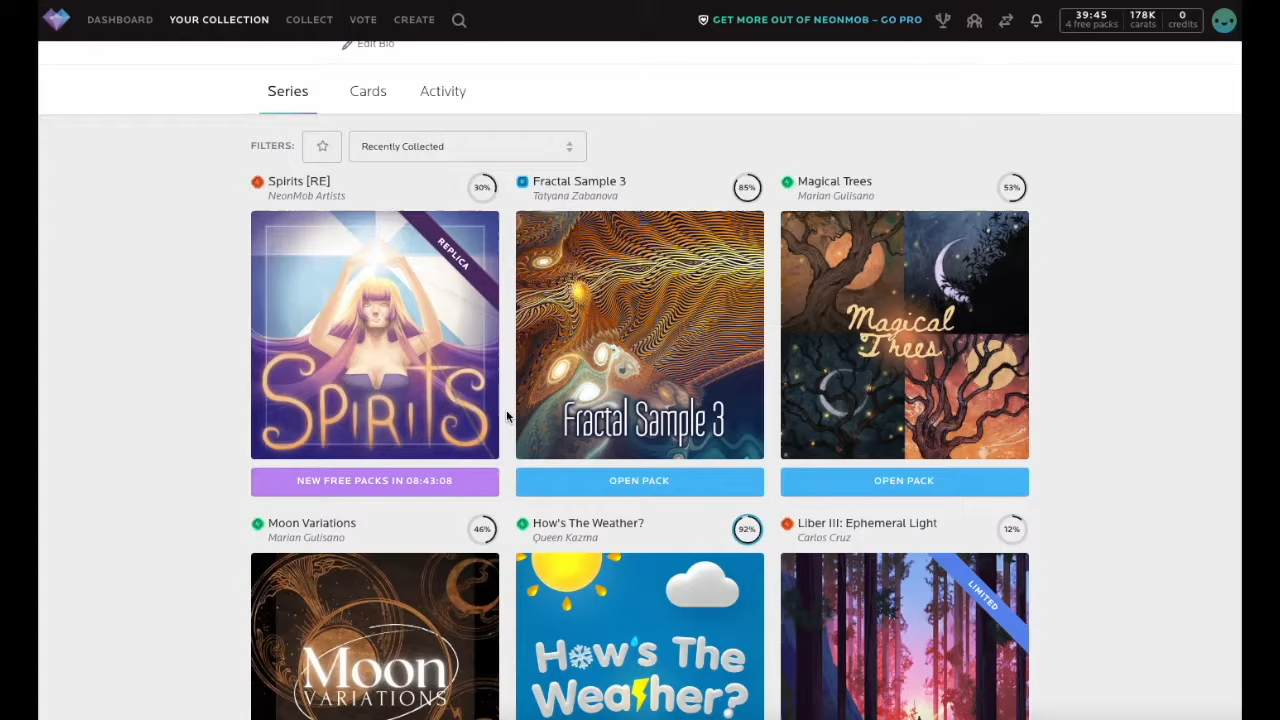 DASHBOARD YOUR COLLECTION COLLECT VOTE CREATE GET MORE OUT OF NEONMOB – GO PRO 39:45 178K 0
4 free packs carats credits
Edit Bio
Series Cards Activity
FILTERS: Recently Collected
Spirits [RE]
NeonMob Artists
30%
Fractal Sample 3
Tatyana Zabanova
85%
Magical Trees
Marian Gulisano
53%
REPLICA
SPIRITS
Fractal Sample 3
Magical
Trees
NEW FREE PACKS IN 08:43:08
OPEN PACK
OPEN PACK
Moon Variations
Marian Gulisano
46%
How's The Weather?
Queen Kazma
92%
Liber III: Ephemeral Light
Carlos Cruz
12%
Moon
VARIATIONS
How's The
Weather?
LIMITED